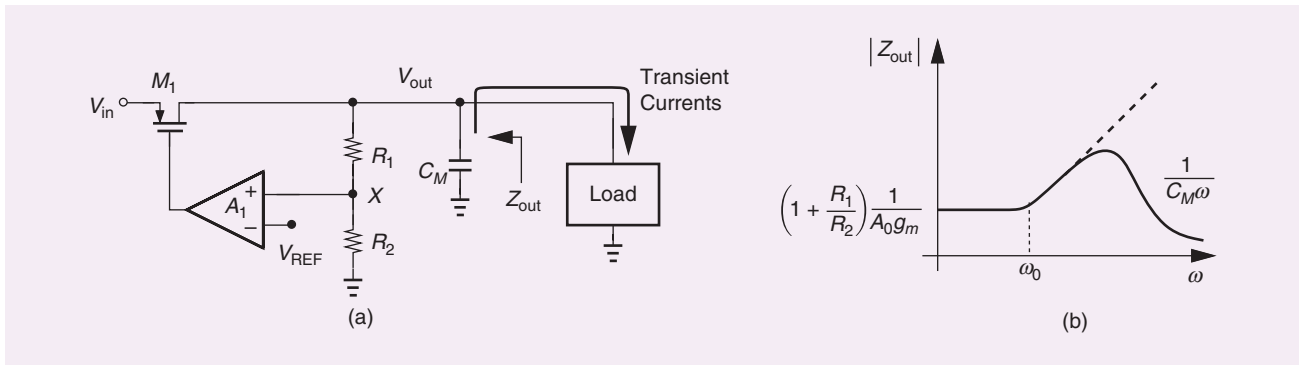 M1
Vin
Vout
Transient
Currents
R1
CM
Zout
Load
A1
+
−
X
VREF
R2
(a)
|Zout|
(1 + R1/R2) 1/A0gm
1/CMω
ω0
ω
(b)